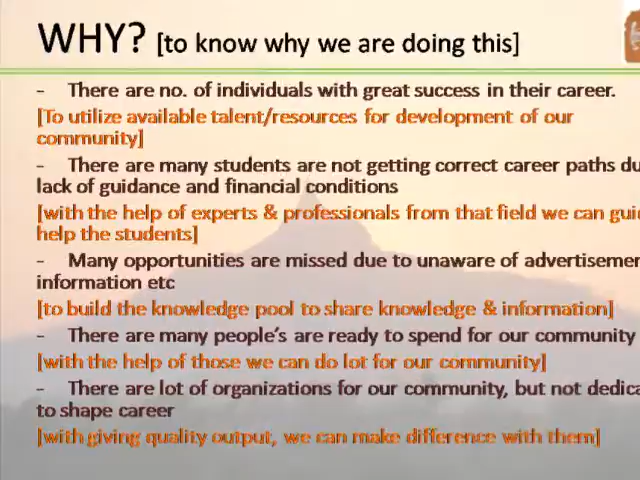 WHY? [to know why we are doing this]
- There are no. of individuals with great success in their career.
[To utilize available talent/resources for development of our
community]
- There are many students are not getting correct career paths du
lack of guidance and financial conditions
[with the help of experts & professionals from that field we can gui
help the students]
- Many opportunities are missed due to unaware of advertisemen
information etc
[to build the knowledge pool to share knowledge & information]
- There are many people's are ready to spend for our community
[with the help of those we can do lot for our community]
- There are lot of organizations for our community, but not dedica
to shape career
[with giving quality output, we can make difference with them]